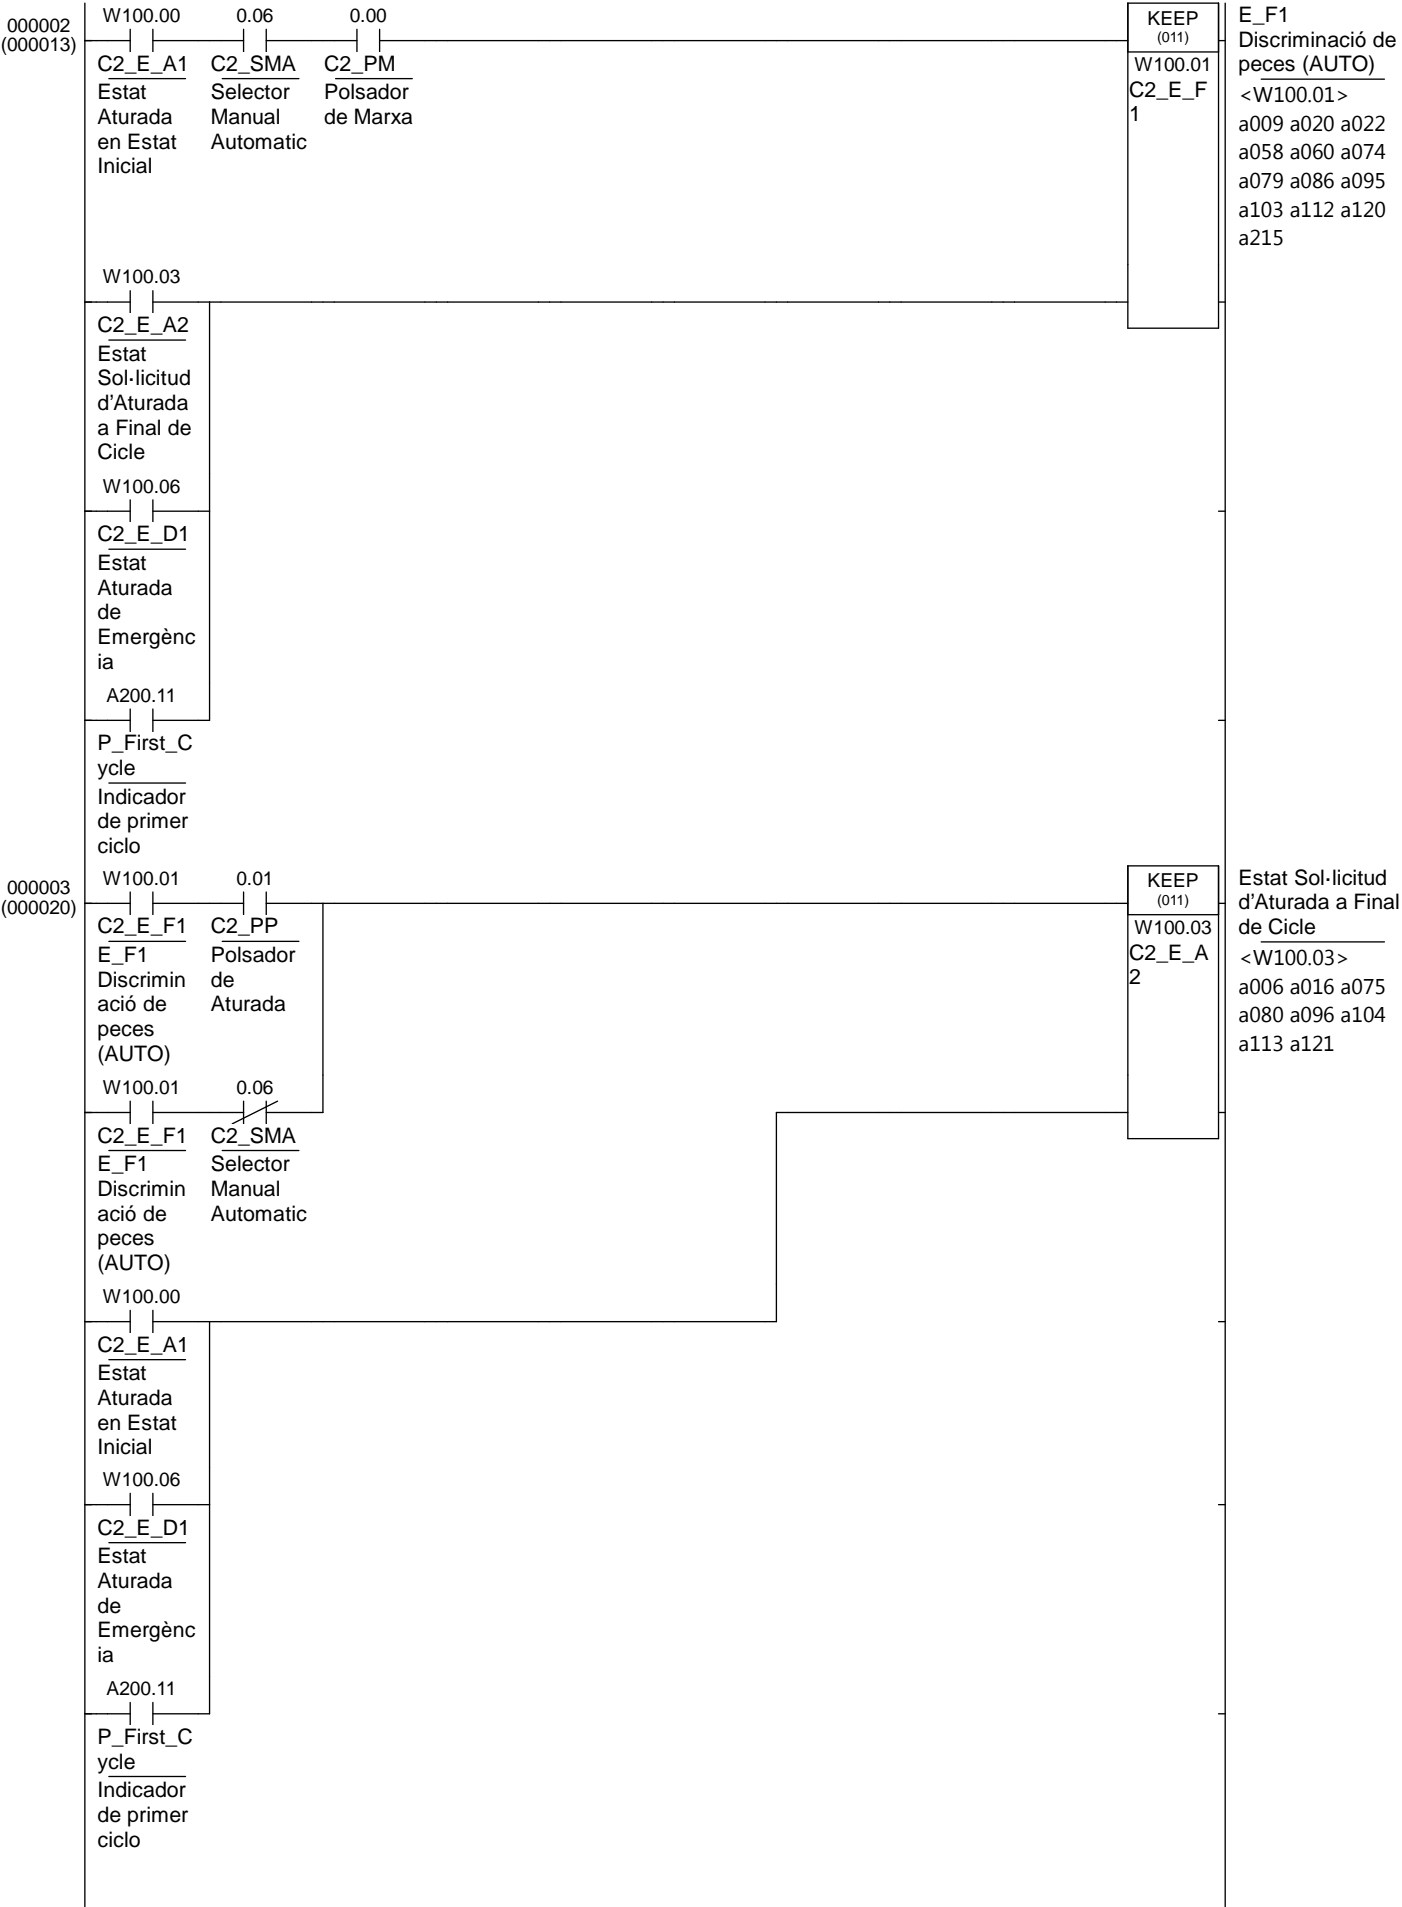 000002
(000013)
W100.00
0.06
0.00
C2_E_A1
C2_SMA
C2_PM
Estat
Aturada
en Estat
Inicial
Selector
Manual
Automatic
Polsador
de Marxa
KEEP
(011)
W100.01
C2_E_F
1
E_F1
Discriminació de
peces (AUTO)
<W100.01>
a009 a020 a022
a058 a060 a074
a079 a086 a095
a103 a112 a120
a215
W100.03
C2_E_A2
Estat
Sol·licitud
d'Aturada
a Final de
Cicle
W100.06
C2_E_D1
Estat
Aturada
de
Emergènc
ia
A200.11
P_First_C
ycle
Indicador
de primer
ciclo
000003
(000020)
W100.01
0.01
C2_E_F1
C2_PP
E_F1
Discrimin
ació de
peces
(AUTO)
Polsador
de
Aturada
KEEP
(011)
W100.03
C2_E_A
2
Estat Sol·licitud
d'Aturada a Final
de Cicle
<W100.03>
a006 a016 a075
a080 a096 a104
a113 a121
W100.01
0.06
C2_E_F1
C2_SMA
E_F1
Discrimin
ació de
peces
(AUTO)
Selector
Manual
Automatic
W100.00
C2_E_A1
Estat
Aturada
en Estat
Inicial
W100.06
C2_E_D1
Estat
Aturada
de
Emergènc
ia
A200.11
P_First_C
ycle
Indicador
de primer
ciclo